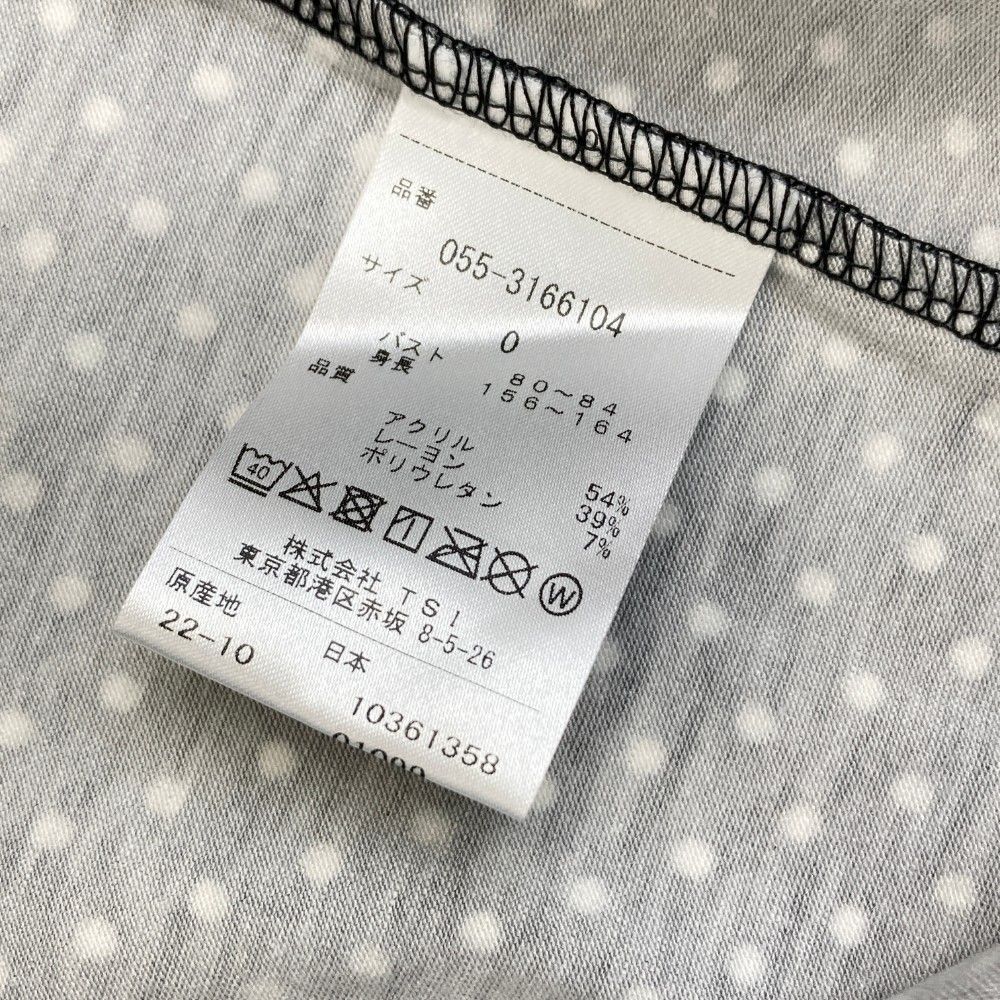 品番
055-3166104
サイズ
0
バスト 80～84
身長 156～164
品質
アクリル 54%
レーヨン 39%
ポリウレタン 7%
40
W
株式会社 TSI
東京都港区赤坂 8-5-26
原産地 日本
22-10
10361358